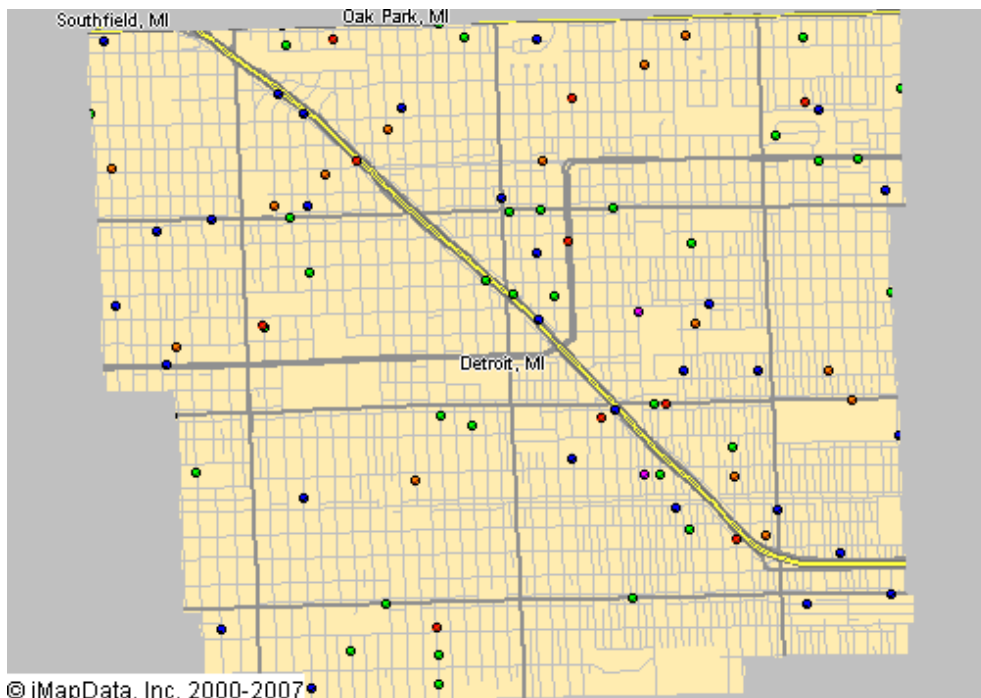 Southfield, MI
Oak Park, MI
Detroit, MI
© iMapData, Inc. 2000-2007